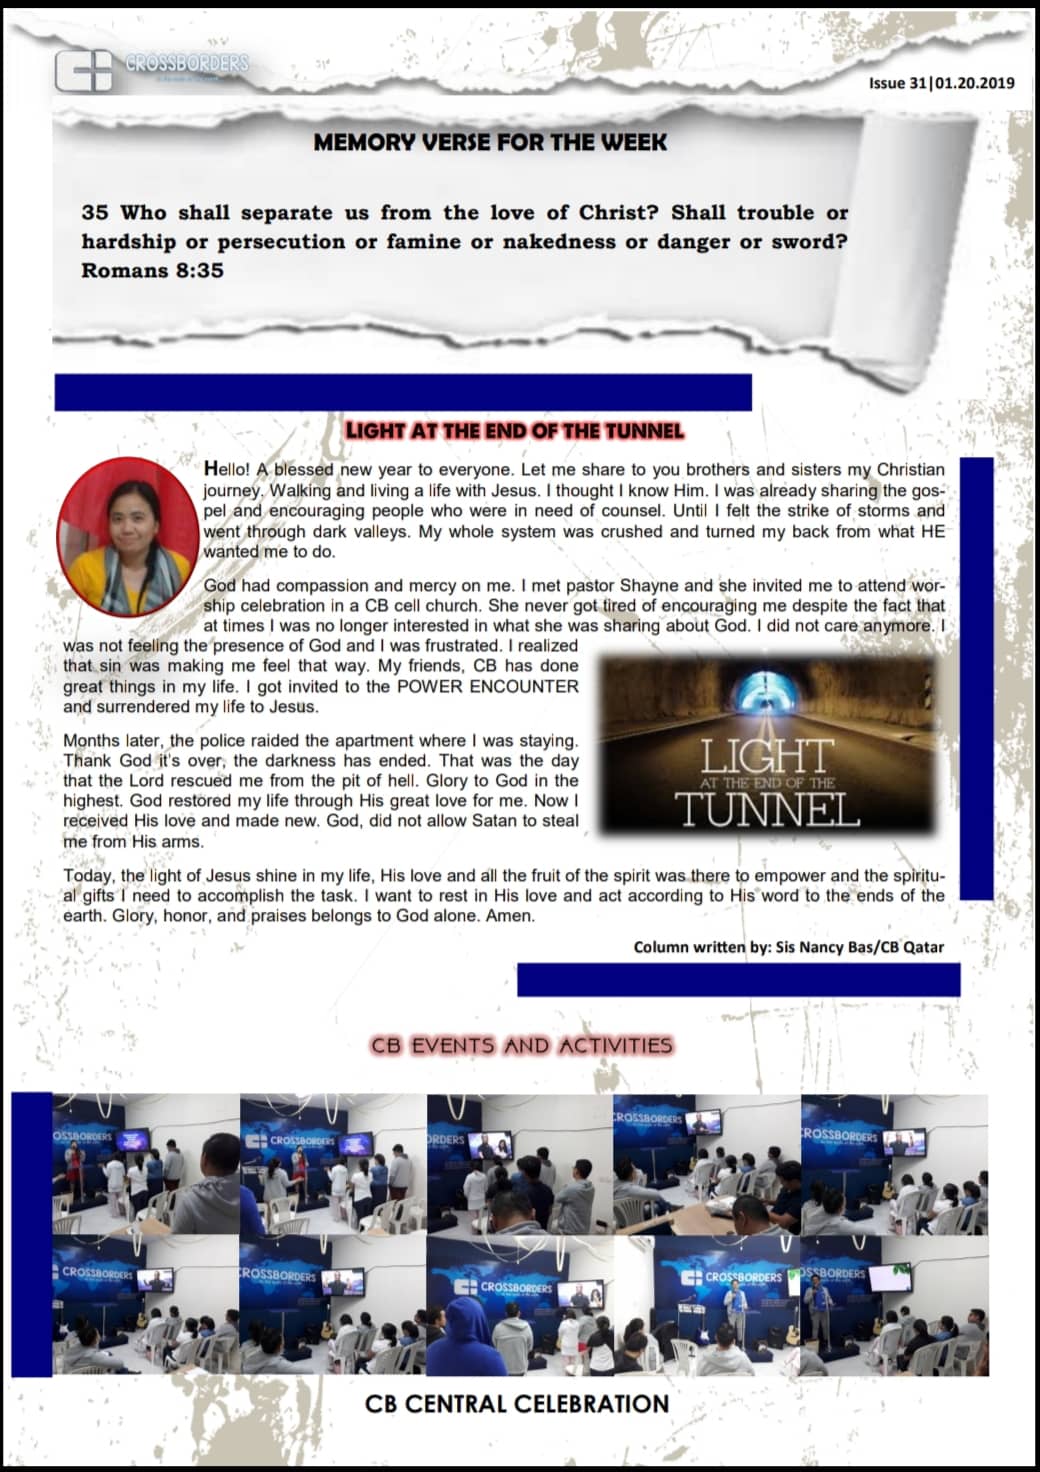 CROSSBORDERS
Issue 31|01.20.2019
MEMORY VERSE FOR THE WEEK
35 Who shall separate us from the love of Christ? Shall trouble or
hardship or persecution or famine or nakedness or danger or sword?
Romans 8:35
LIGHT AT THE END OF THE TUNNEL
Hello! A blessed new year to everyone. Let me share to you brothers and sisters my Christian
journey. Walking and living a life with Jesus. I thought I know Him. I was already sharing the gos-
pel and encouraging people who were in need of counsel. Until I felt the strike of storms and
went through dark valleys. My whole system was crushed and turned my back from what HE
wanted me to do.
God had compassion and mercy on me. I met pastor Shayne and she invited me to attend wor-
ship celebration in a CB cell church. She never got tired of encouraging me despite the fact that
at times I was no longer interested in what she was sharing about God. I did not care anymore. I
was not feeling the presence of God and I was frustrated. I realized
that sin was making me feel that way. My friends, CB has done
great things in my life. I got invited to the POWER ENCOUNTER
and surrendered my life to Jesus.
LIGHT
AT THE END OF THE
TUNNEL
Months later, the police raided the apartment where I was staying.
Thank God it's over, the darkness has ended. That was the day
that the Lord rescued me from the pit of hell. Glory to God in the
highest. God restored my life through His great love for me. Now I
received His love and made new. God, did not allow Satan to steal
me from His arms.
Today, the light of Jesus shine in my life, His love and all the fruit of the spirit was there to empower and the spiritu-
al gifts I need to accomplish the task. I want to rest in His love and act according to His word to the ends of the
earth. Glory, honor, and praises belongs to God alone. Amen.
Column written by: Sis Nancy Bas/CB Qatar
CB EVENTS AND ACTIVITIES
OSSBORDERS
CROSSBORDERS
ORDERS
CROSSBORDERS
CROSSBORDERS
CROSSBORDERS
CROSSBORDERS
CROSSBORDERS
CROSSBORDERS
OSSBORDERS
CB CENTRAL CELEBRATION